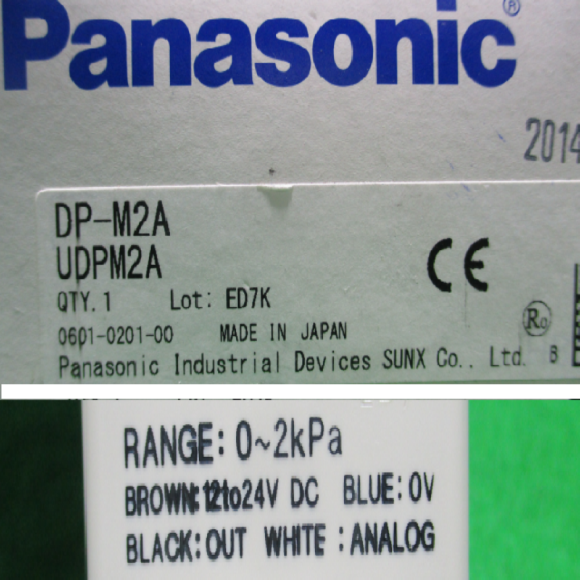 Panasonic®
2014
DP-M2A
UDPM2A
QTY. 1 Lot: ED7K
CE
0601-0201-00 MADE IN JAPAN
Ro
Panasonic Industrial Devices SUNX Co., Ltd. B
RANGE: 0~2kPa
BROWN:12to24V DC BLUE:0V
BLACK:OUT WHITE :ANALOG